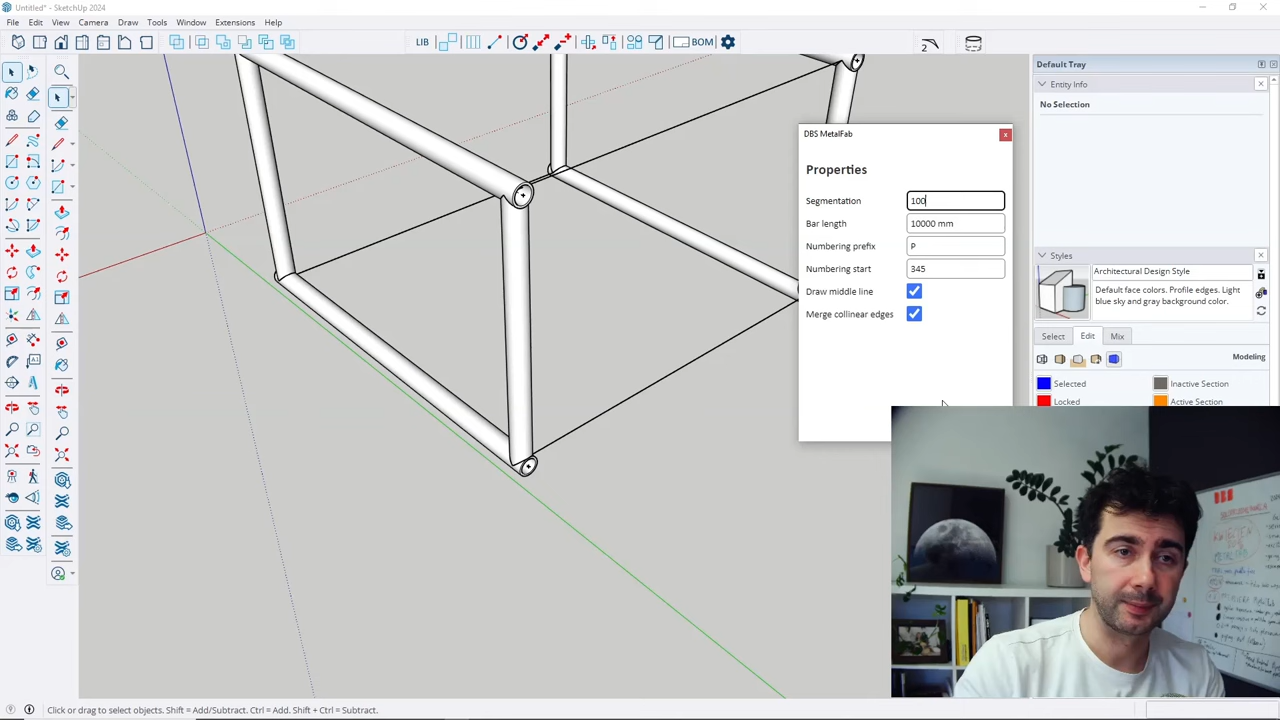 Untitled* - SketchUp 2024
File Edit View Camera Draw Tools Window Extensions Help
LIB BOM 2
Default Tray
Entity Info
No Selection
DBS MetalFab
Properties
Segmentation 100
Bar length 10000 mm
Numbering prefix P
Numbering start 345
Draw middle line
Merge collinear edges
Styles
Architectural Design Style
Default face colors. Profile edges. Light
blue sky and gray background color.
Select Edit Mix
Modeling
Selected Inactive Section
Locked Active Section
Click or drag to select objects. Shift = Add/Subtract. Ctrl = Add. Shift + Ctrl = Subtract.